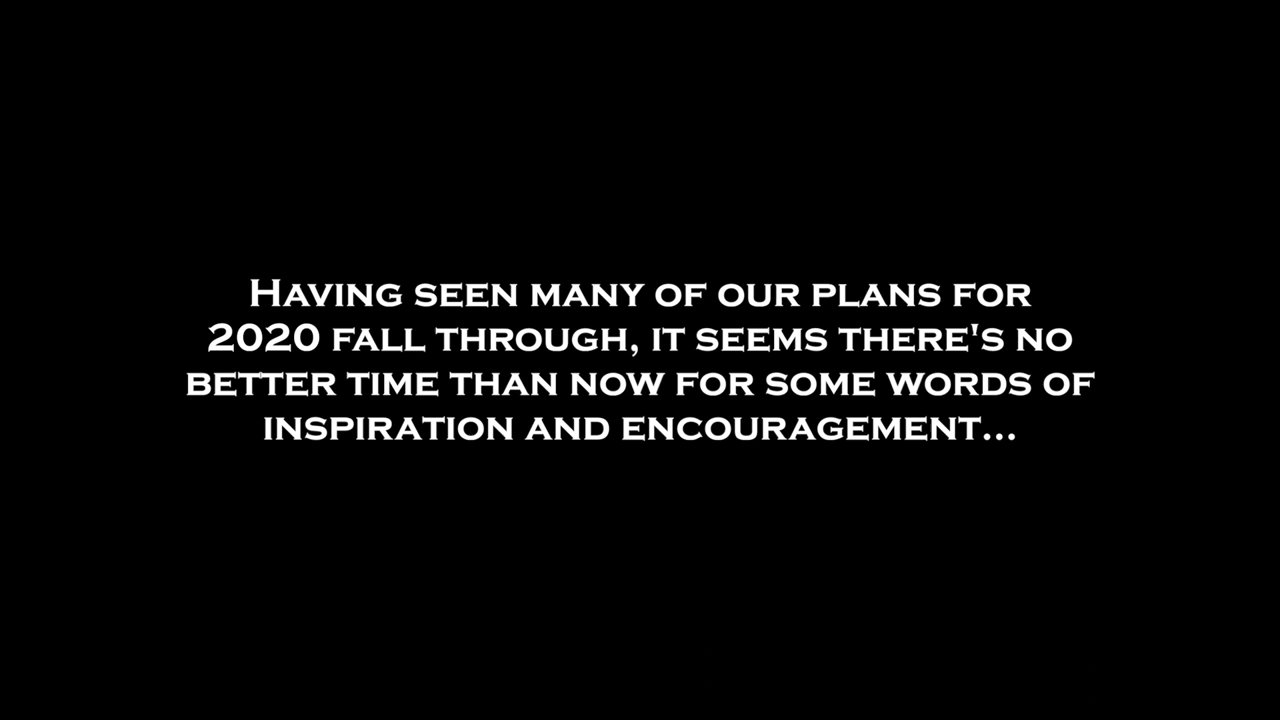 Having seen many of our plans for
2020 fall through, it seems there's no
better time than now for some words of
inspiration and encouragement...